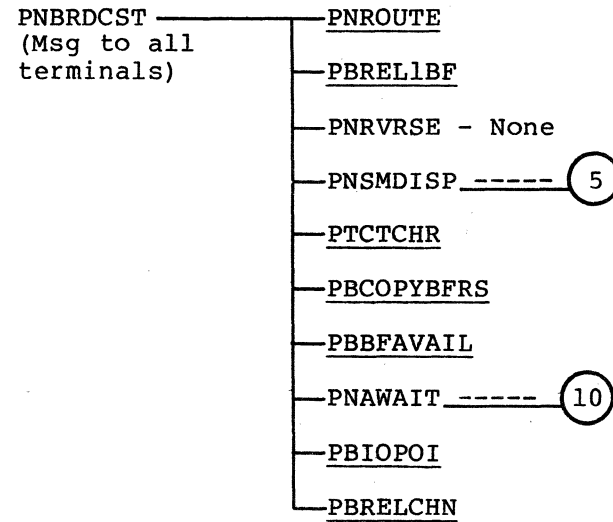 PNBRDCST
(Msg to all
terminals)
PNROUTE
PBREL1BF
PNRVRSE - None
PNSMDISP ----- 5
PTCTCHR
PBCOPYBFRS
PBBFAVAIL
PNAWAIT ----- 10
PBIOPOI
PBRELCHN